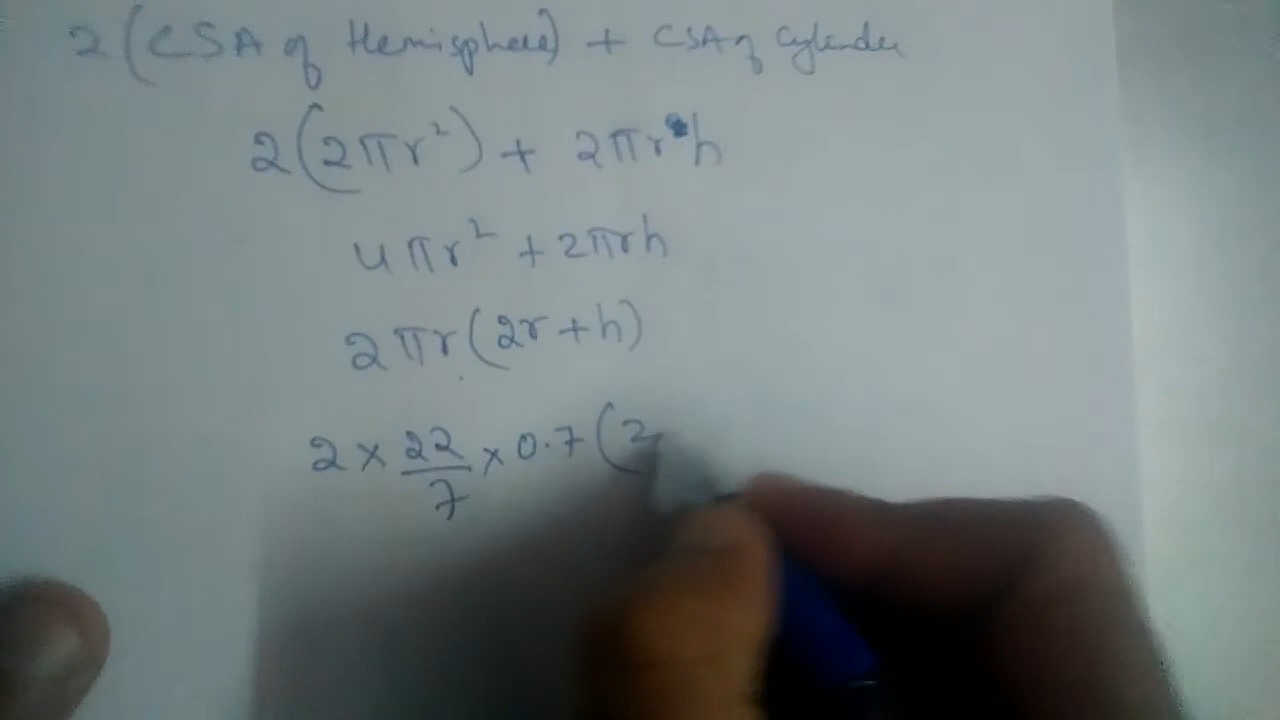 2 (CSA of Hemisphere) + CSA of Cylinder
2(2πr²) + 2πrh
4πr² + 2πrh
2πr(2r+h)
2 × 22/7 × 0.7 (2